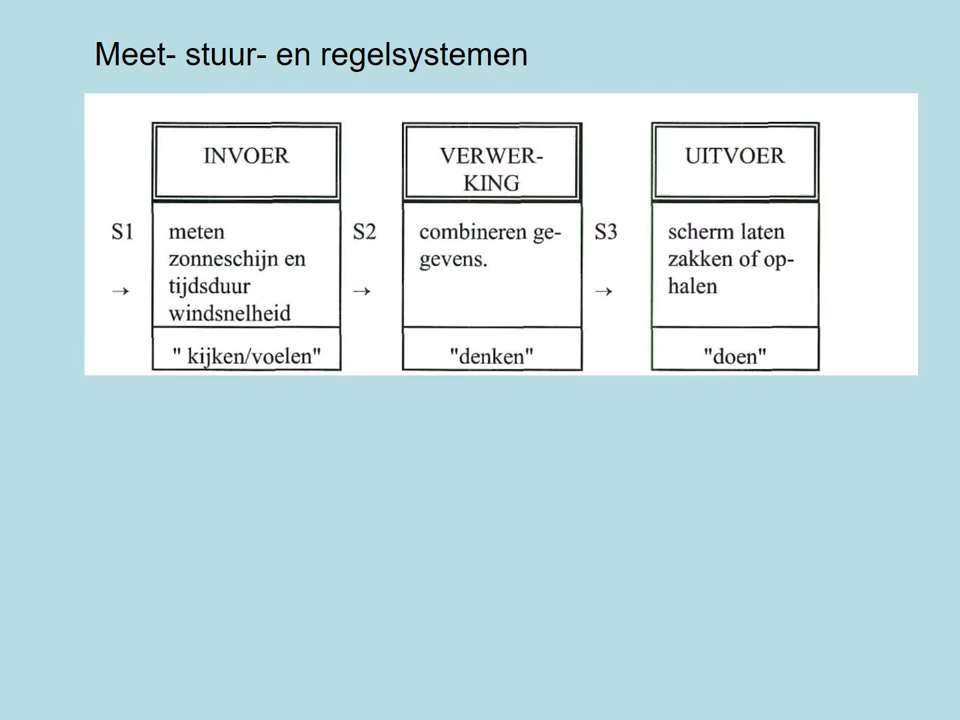 Meet- stuur- en regelsystemen
INVOER
VERWER-
KING
UITVOER
S1
→
meten
zonneschijn en
tijdsduur
windsnelheid
S2
→
combineren ge-
gevens.
S3
→
scherm laten
zakken of op-
halen
" kijken/voelen"
"denken"
"doen"